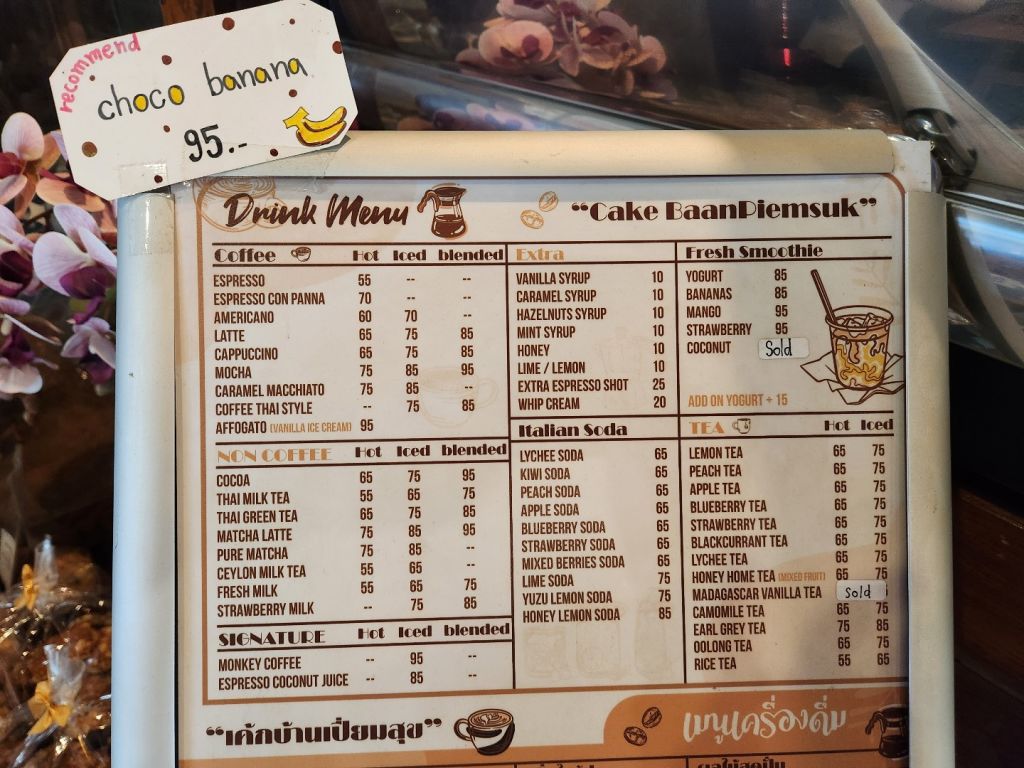 recommend
choco banana
95.-
Drink Menu
"Cake BaanPiemsuk"
Coffee Hot Iced blended
ESPRESSO 55 -- --
ESPRESSO CON PANNA 70 -- --
AMERICANO 60 70 --
LATTE 65 75 85
CAPPUCCINO 65 75 85
MOCHA 75 85 95
CARAMEL MACCHIATO 75 85 --
COFFEE THAI STYLE -- 75 85
AFFOGATO (VANILLA ICE CREAM) 95
NON COFFEE Hot Iced blended
COCOA 65 75 95
THAI MILK TEA 55 65 75
THAI GREEN TEA 65 75 85
MATCHA LATTE 75 85 95
PURE MATCHA 75 85 --
CEYLON MILK TEA 55 65 --
FRESH MILK 55 65 75
STRAWBERRY MILK -- 75 85
SIGNATURE Hot Iced blended
MONKEY COFFEE -- 95 --
ESPRESSO COCONUT JUICE -- 85 --
Extra
VANILLA SYRUP 10
CARAMEL SYRUP 10
HAZELNUTS SYRUP 10
MINT SYRUP 10
HONEY 10
LIME / LEMON 10
EXTRA ESPRESSO SHOT 25
WHIP CREAM 20
Italian Soda
LYCHEE SODA 65
KIWI SODA 65
PEACH SODA 65
APPLE SODA 65
BLUEBERRY SODA 65
STRAWBERRY SODA 65
MIXED BERRIES SODA 65
LIME SODA 75
YUZU LEMON SODA 75
HONEY LEMON SODA 85
Fresh Smoothie
YOGURT 85
BANANAS 85
MANGO 95
STRAWBERRY 95
COCONUT Sold
ADD ON YOGURT + 15
TEA Hot Iced
LEMON TEA 65 75
PEACH TEA 65 75
APPLE TEA 65 75
BLUEBERRY TEA 65 75
STRAWBERRY TEA 65 75
BLACKCURRANT TEA 65 75
LYCHEE TEA 65 75
HONEY HOME TEA (MIXED FRUIT) 65 75
MADAGASCAR VANILLA TEA Sold
CAMOMILE TEA 65 75
EARL GREY TEA 75 85
OOLONG TEA 65 75
RICE TEA 55 65
"เค้กบ้านเปี่ยมสุข"
เมนูเครื่องดื่ม